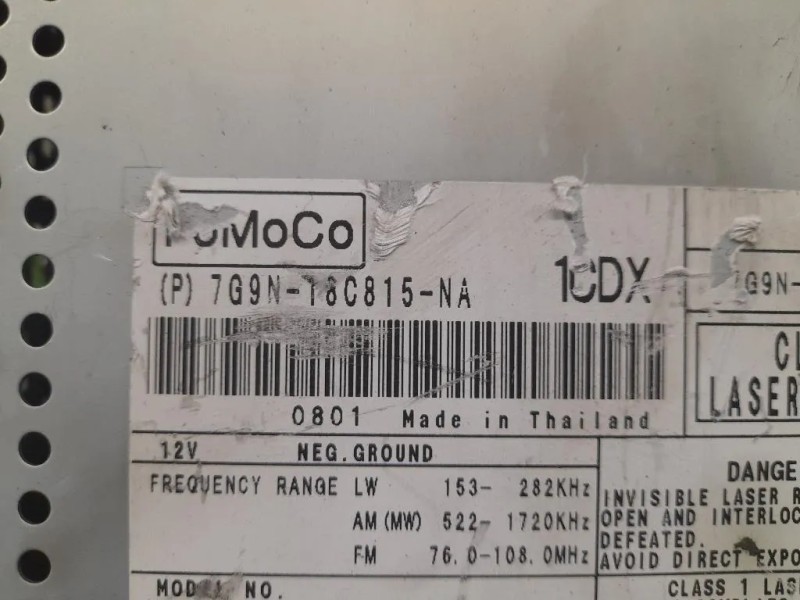 FoMoCo
(P) 7G9N-18C815-NA 1CDX
7G9N-
LASER
0801 Made in Thailand
12V NEG.GROUND
FREQUENCY RANGE LW 153- 282KHz
AM(MW) 522- 1720KHz
FM 76.0-108.0MHz
DANGE
INVISIBLE LASER R
OPEN AND INTERLOC
DEFEATED.
AVOID DIRECT EXPO
MODEL NO.
CLASS 1 LAS